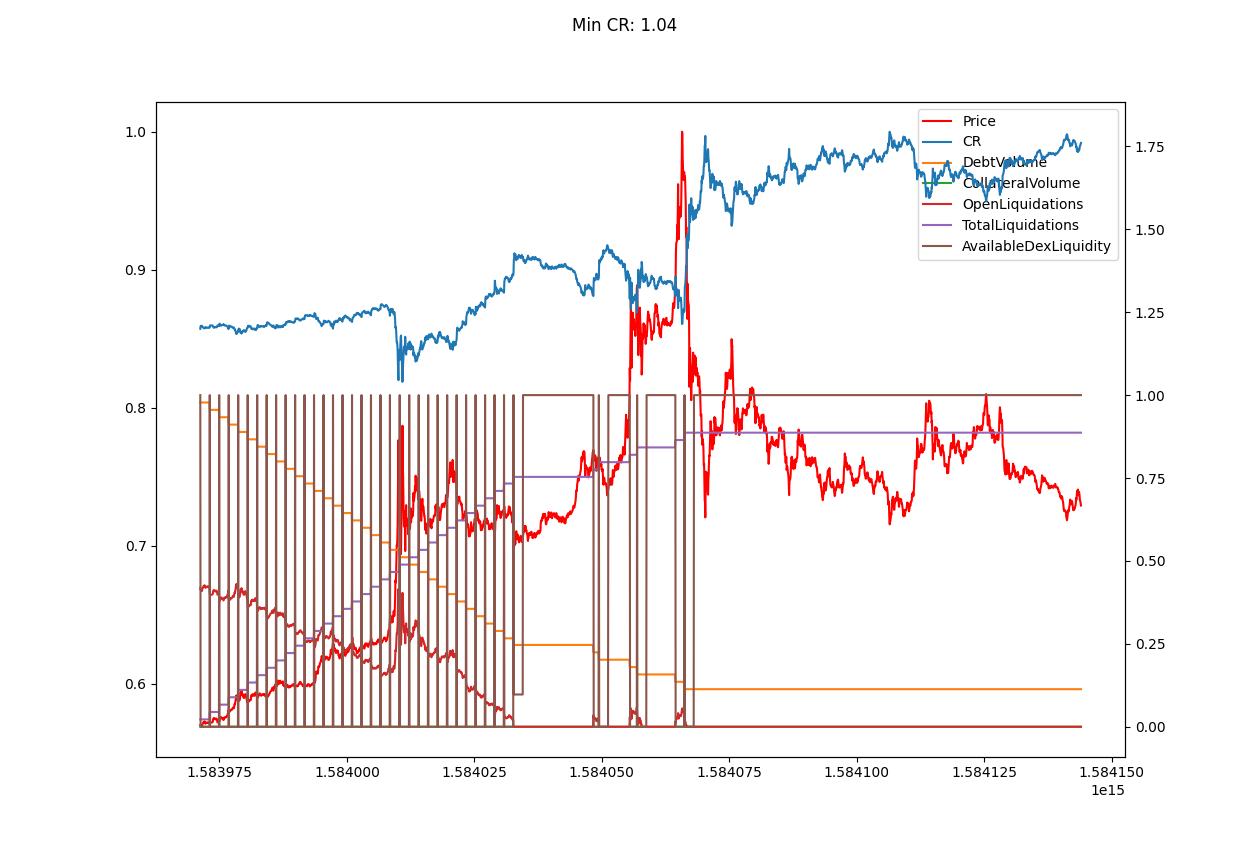 Min CR: 1.04
1.0
0.9
0.8
0.7
0.6
1.75
1.50
1.25
1.00
0.75
0.50
0.25
0.00
Price
CR
DebtVolume
CollateralVolume
OpenLiquidations
TotalLiquidations
AvailableDexLiquidity
1.583975 1.584000 1.584025 1.584050 1.584075 1.584100 1.584125 1.584150
1e15